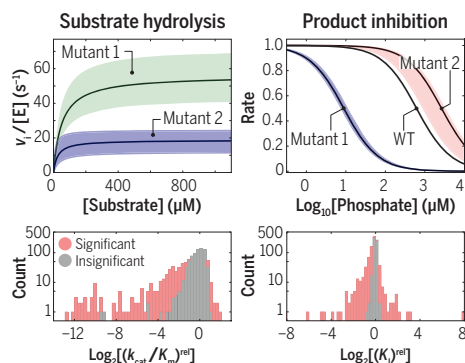 Substrate hydrolysis
Product inhibition
vᵢ/[E] (s⁻¹)
60
40
20
0
Mutant 1
Mutant 2
0
400
800
[Substrate] (µM)
Rate
1.0
0.8
0.6
0.4
0.2
0.0
Mutant 2
Mutant 1
WT
0
1
2
3
4
Log₁₀[Phosphate] (µM)
Count
500
100
10
1
Significant
Insignificant
–12
–8
–4
0
Log₂[(k_cat/K_m)^rel]
Count
500
100
10
1
–8
–4
0
4
8
Log₂[(Kᵢ)^rel]